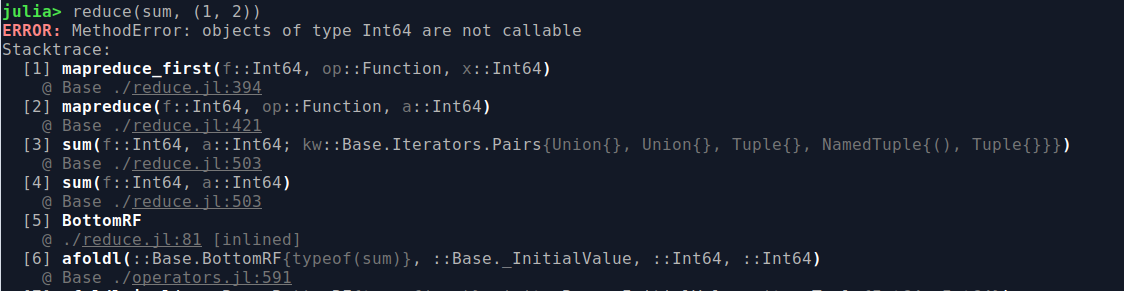 julia> reduce(sum, (1, 2))
ERROR: MethodError: objects of type Int64 are not callable
Stacktrace:
[1] mapreduce_first(f::Int64, op::Function, x::Int64)
@ Base ./reduce.jl:394
[2] mapreduce(f::Int64, op::Function, a::Int64)
@ Base ./reduce.jl:421
[3] sum(f::Int64, a::Int64; kw::Base.Iterators.Pairs{Union{}, Union{}, Tuple{}, NamedTuple{(), Tuple{}}})
@ Base ./reduce.jl:503
[4] sum(f::Int64, a::Int64)
@ Base ./reduce.jl:503
[5] BottomRF
@ ./reduce.jl:81 [inlined]
[6] afoldl(::Base.BottomRF{typeof(sum)}, ::Base._InitialValue, ::Int64, ::Int64)
@ Base ./operators.jl:591